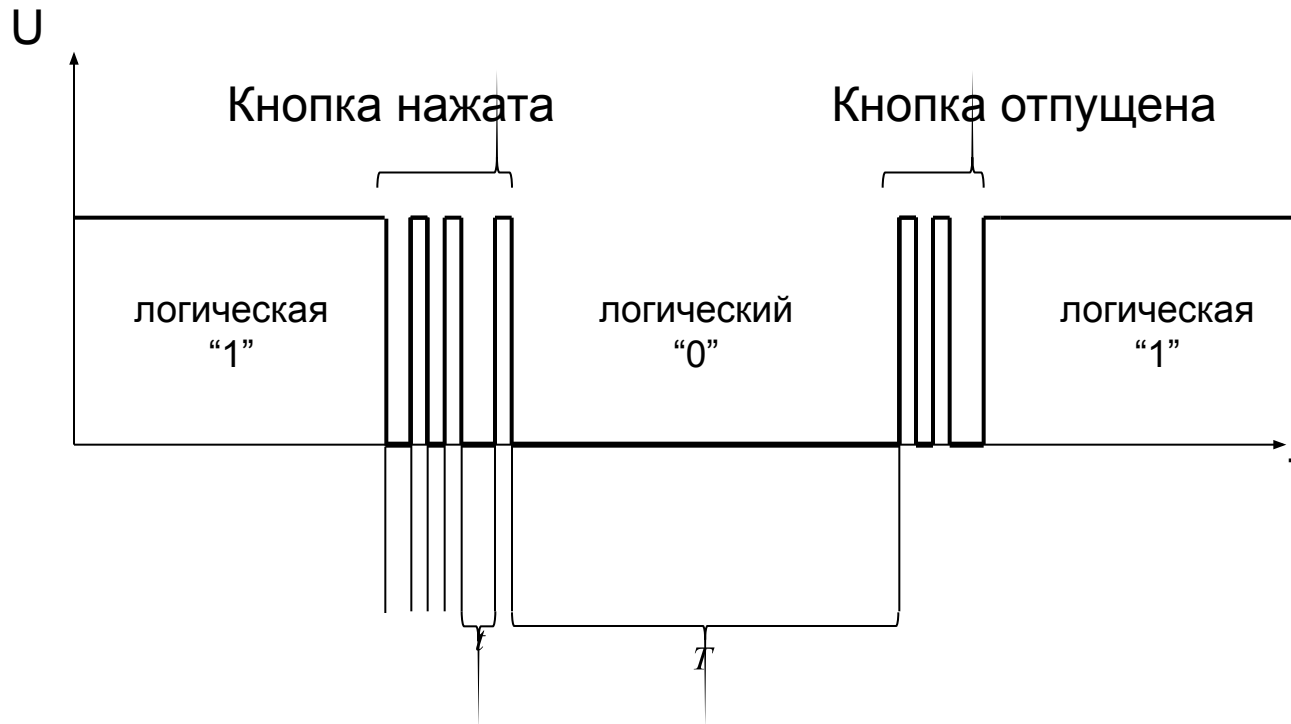 U
Кнопка нажата
Кнопка отпущена
логическая
“1”
логический
“0”
логическая
“1”
t
T